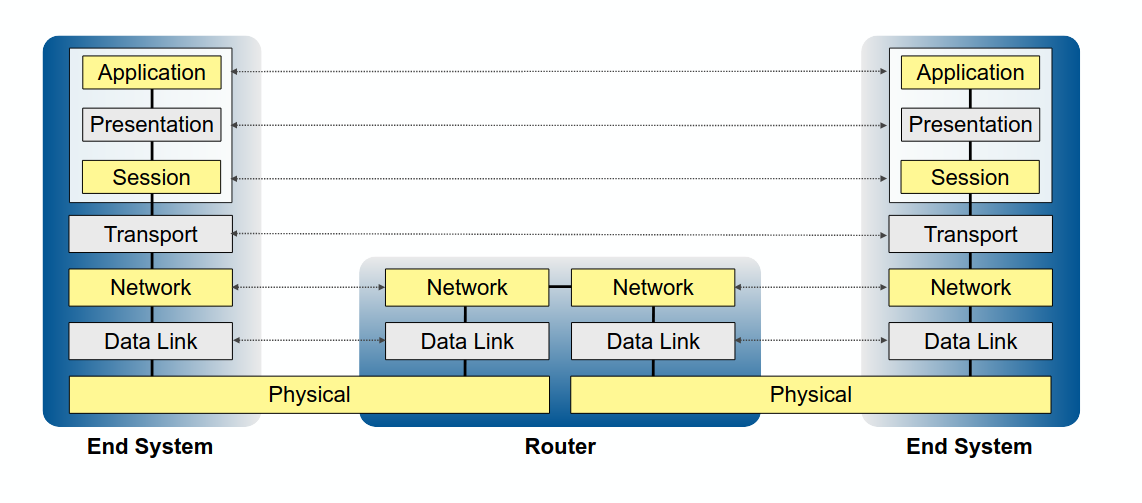 Application
Application
Presentation
Presentation
Session
Session
Transport
Transport
Network
Network
Network
Network
Data Link
Data Link
Data Link
Data Link
Physical
Physical
End System
Router
End System